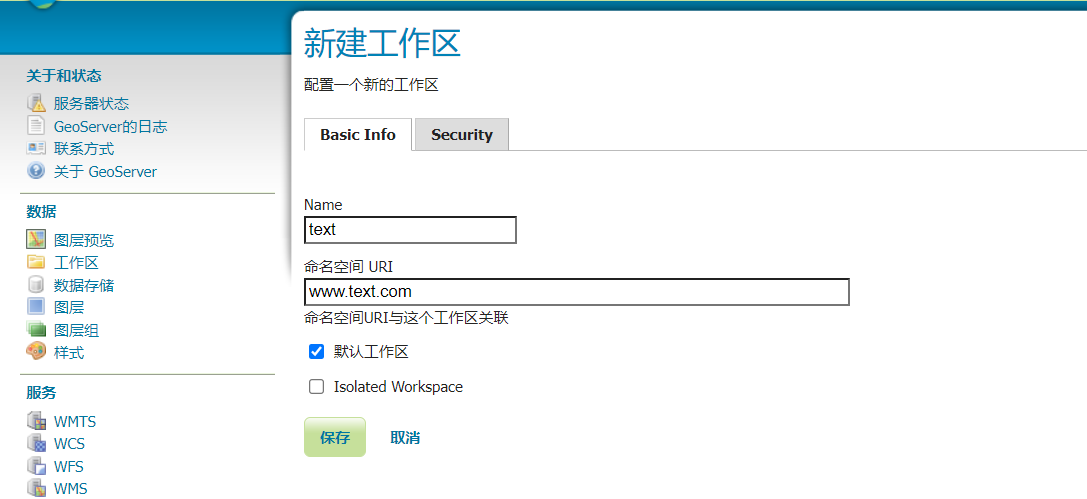 新建工作区
配置一个新的工作区
Basic Info
Security
Name
text
命名空间 URI
www.text.com
命名空间URI与这个工作区关联
默认工作区
Isolated Workspace
保存
取消
关于和状态
服务器状态
GeoServer的日志
联系方式
关于 GeoServer
数据
图层预览
工作区
数据存储
图层
图层组
样式
服务
WMTS
WCS
WFS
WMS